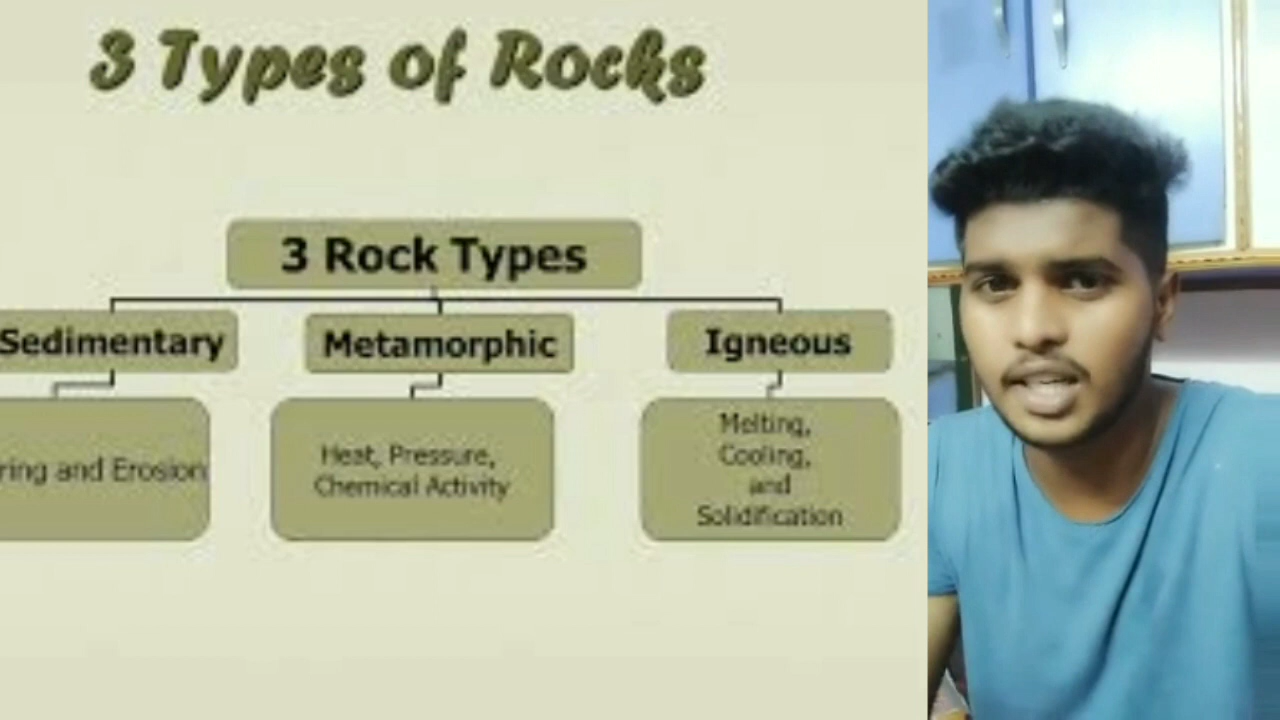 3 Types of Rocks
3 Rock Types
Sedimentary
Metamorphic
Igneous
ring and Erosion
Heat, Pressure,
Chemical Activity
Melting,
Cooling,
and
Solidification